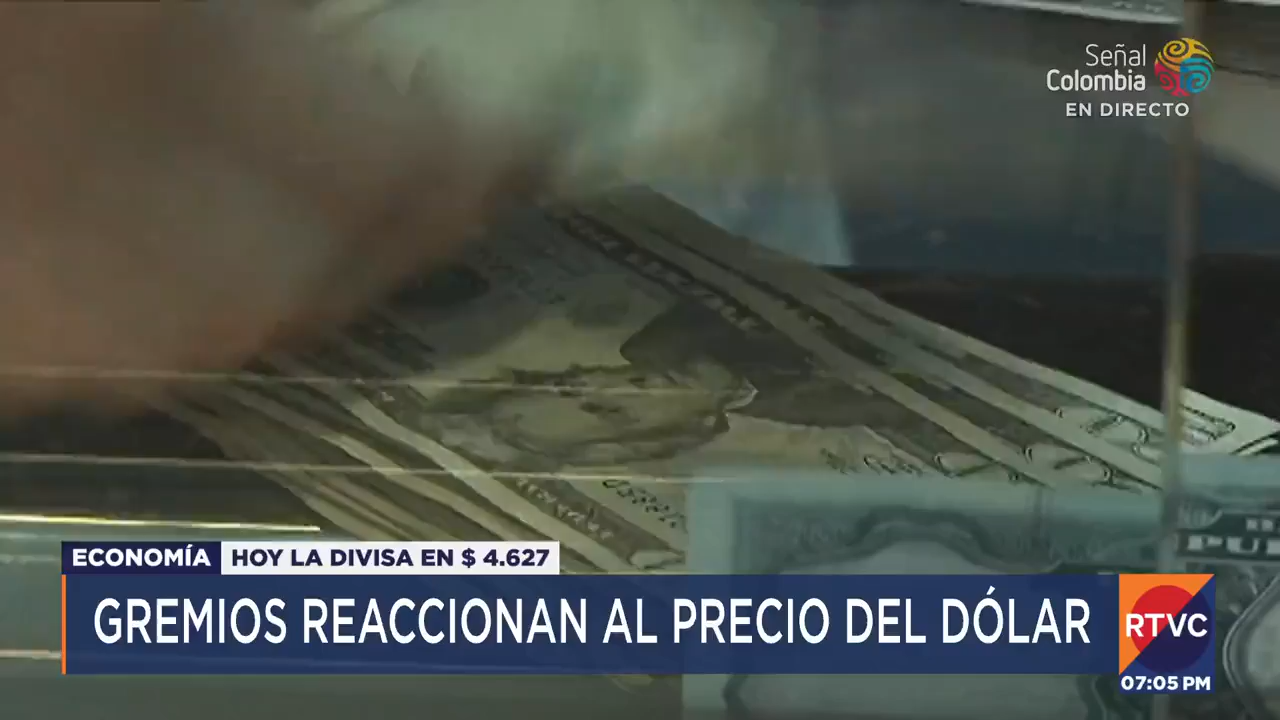 Señal
Colombia
EN DIRECTO
ECONOMÍA
HOY LA DIVISA EN $ 4.627
GREMIOS REACCIONAN AL PRECIO DEL DÓLAR
RTVC
07:05 PM